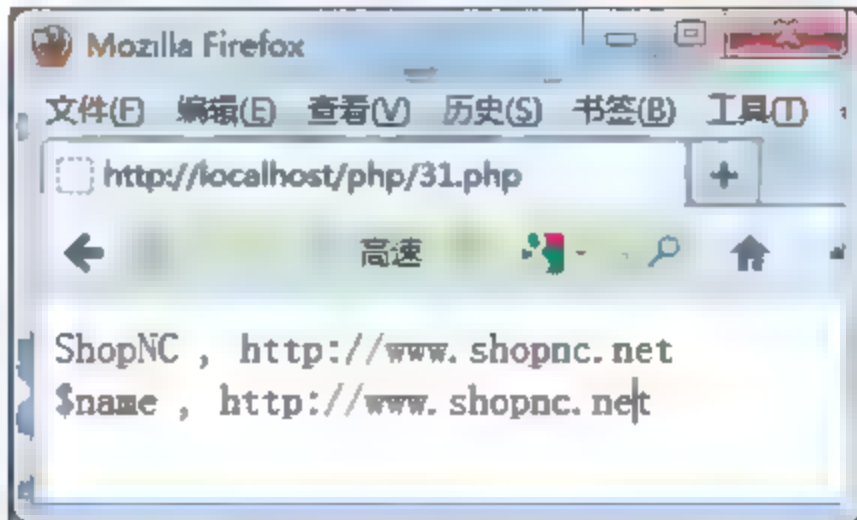 Mozilla Firefox
文件(F) 编辑(E) 查看(V) 历史(S) 书签(B) 工具(T)
http://localhost/php/31.php +
高速
ShopNC , http://www.shopnc.net
$name , http://www.shopnc.net